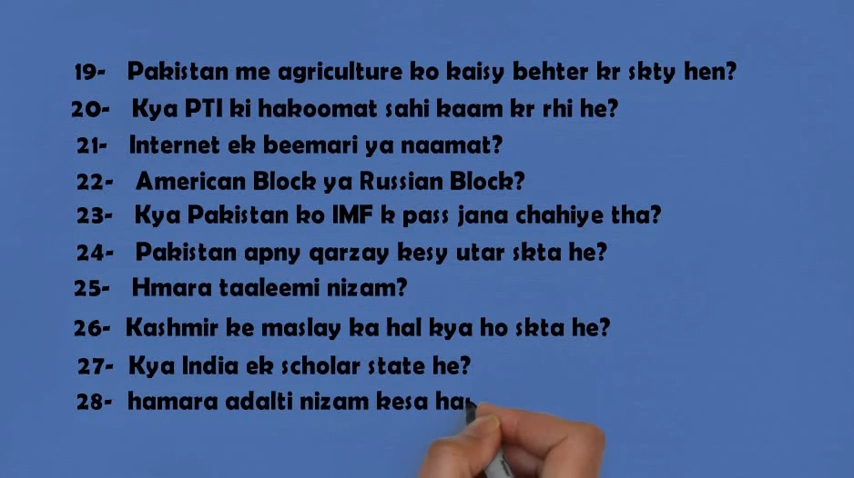 19- Pakistan me agriculture ko kaisy behter kr skty hen?
20- Kya PTI ki hakoomat sahi kaam kr rhi he?
21- Internet ek beemari ya naamat?
22- American Block ya Russian Block?
23- Kya Pakistan ko IMF k pass jana chahiye tha?
24- Pakistan apny qarzay kesy utar skta he?
25- Hmara taaleemi nizam?
26- Kashmir ke maslay ka hal kya ho skta he?
27- Kya India ek scholar state he?
28- hamara adalti nizam kesa